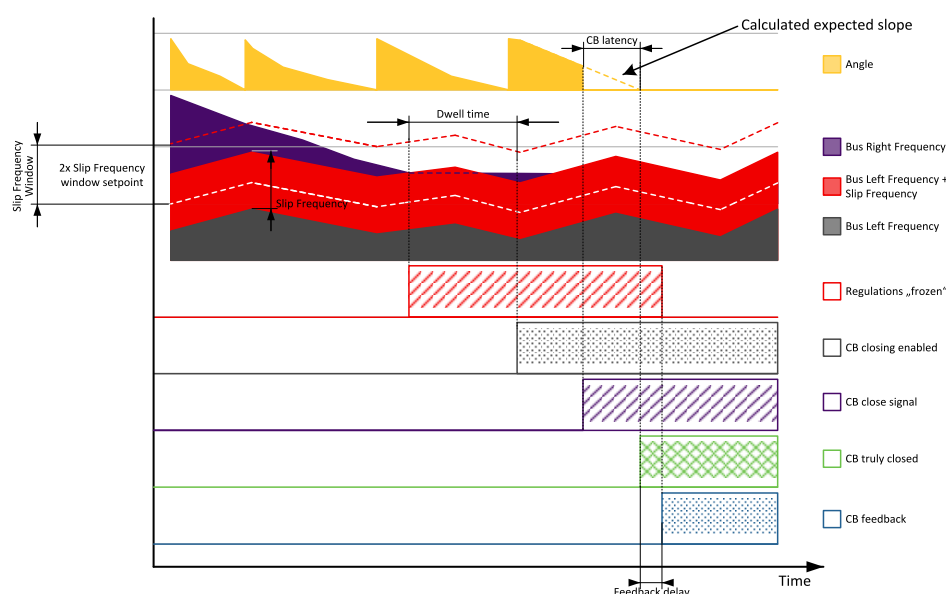 Calculated expected slope
CB latency
Angle
Dwell time
Slip Frequency
Window
2x Slip Frequency
window setpoint
Slip Frequency
Bus Right Frequency
Bus Left Frequency +
Slip Frequency
Bus Left Frequency
Regulations „frozen“
CB closing enabled
CB close signal
CB truly closed
CB feedback
Time
Feedback delay